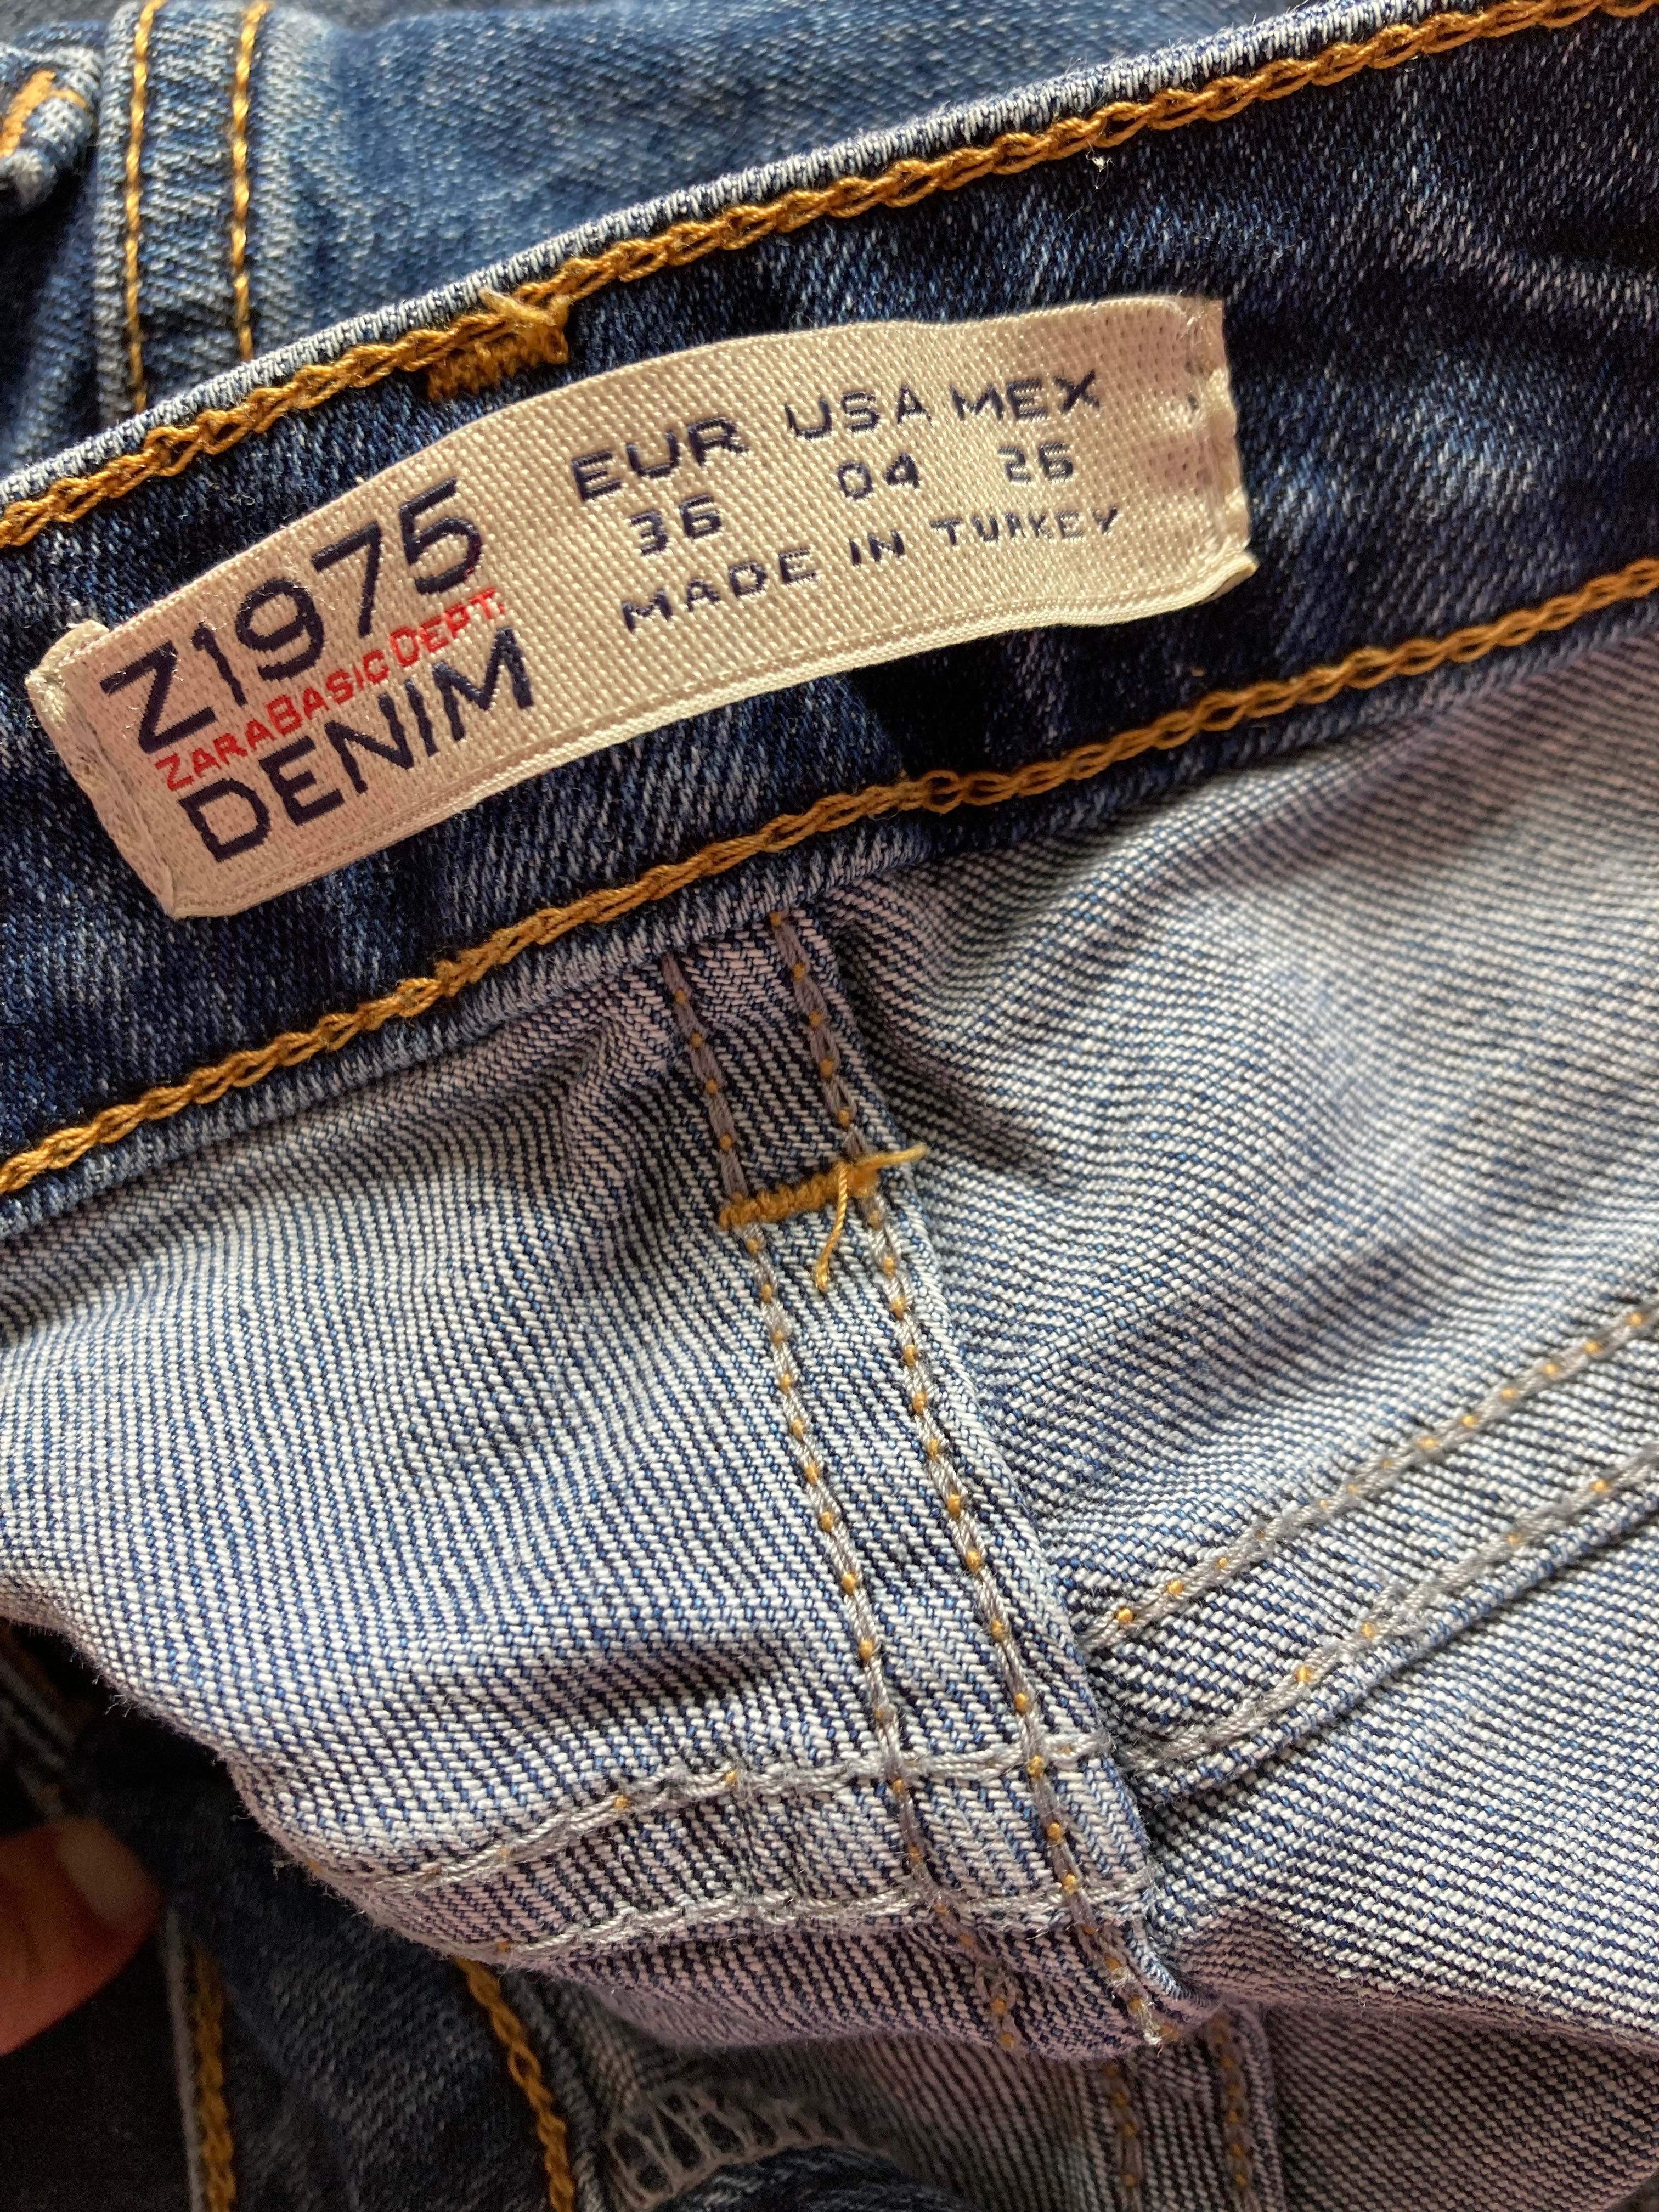 Z1975
ZARABASIC DEPT.
DENIM
EUR USA MEX
36 04 26
MADE IN TURKEY